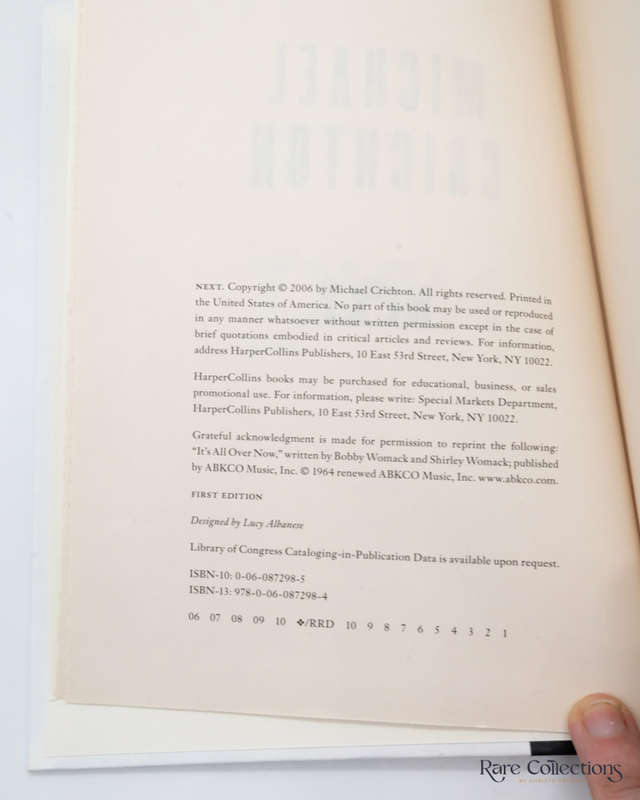 MICHAEL
CRICHTON
NEXT. Copyright © 2006 by Michael Crichton. All rights reserved. Printed in
the United States of America. No part of this book may be used or reproduced
in any manner whatsoever without written permission except in the case of
brief quotations embodied in critical articles and reviews. For information,
address HarperCollins Publishers, 10 East 53rd Street, New York, NY 10022.
HarperCollins books may be purchased for educational, business, or sales
promotional use. For information, please write: Special Markets Department,
HarperCollins Publishers, 10 East 53rd Street, New York, NY 10022.
Grateful acknowledgment is made for permission to reprint the following:
“It’s All Over Now,” written by Bobby Womack and Shirley Womack; published
by ABKCO Music, Inc. © 1964 renewed ABKCO Music, Inc. www.abkco.com.
FIRST EDITION
Designed by Lucy Albanese
Library of Congress Cataloging-in-Publication Data is available upon request.
ISBN-10: 0-06-087298-5
ISBN-13: 978-0-06-087298-4
06 07 08 09 10 ❖/RRD 10 9 8 7 6 5 4 3 2 1
Rare Collections